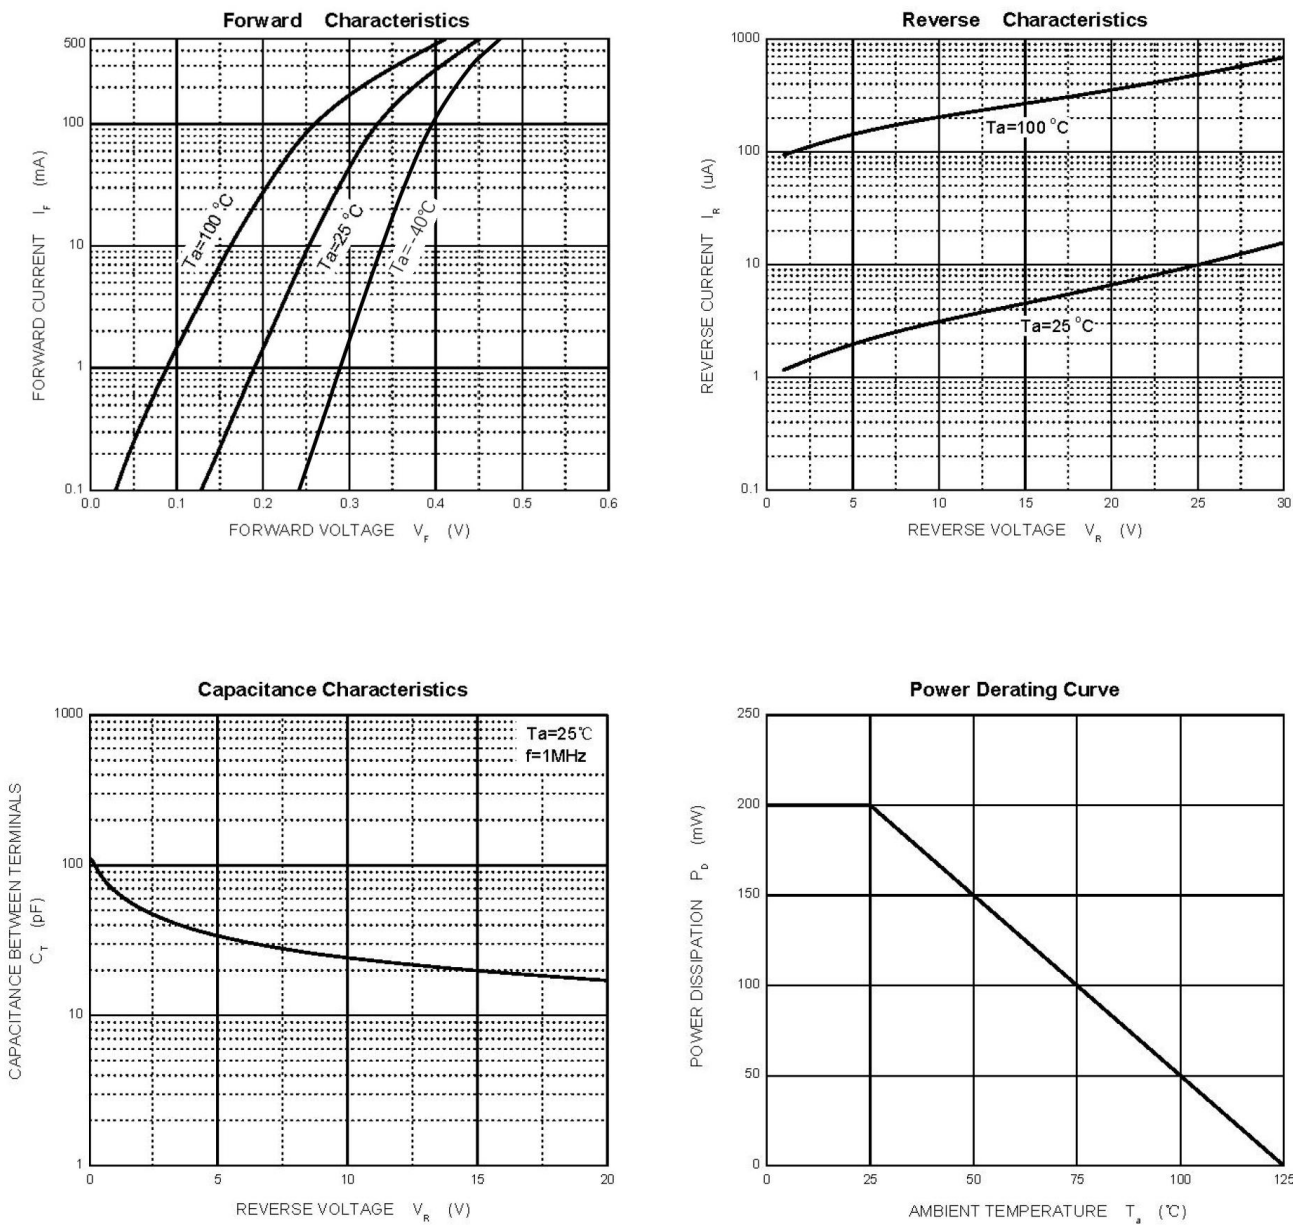 Forward Characteristics
500
100
10
1
0.1
0.0 0.1 0.2 0.3 0.4 0.5 0.6
FORWARD CURRENT I_F (mA)
Ta=100 °C
Ta=25 °C
Ta=-40℃
FORWARD VOLTAGE V_F (V)
Reverse Characteristics
1000
100
10
1
0.1
0 5 10 15 20 25 30
REVERSE CURRENT I_R (uA)
Ta=100 °C
Ta=25 °C
REVERSE VOLTAGE V_R (V)
Capacitance Characteristics
1000
100
10
1
0 5 10 15 20
Ta=25℃
f=1MHz
CAPACITANCE BETWEEN TERMINALS
C_T (pF)
REVERSE VOLTAGE V_R (V)
Power Derating Curve
250
200
150
100
50
0
0 25 50 75 100 125
POWER DISSIPATION P_D (mW)
AMBIENT TEMPERATURE T_a (℃)